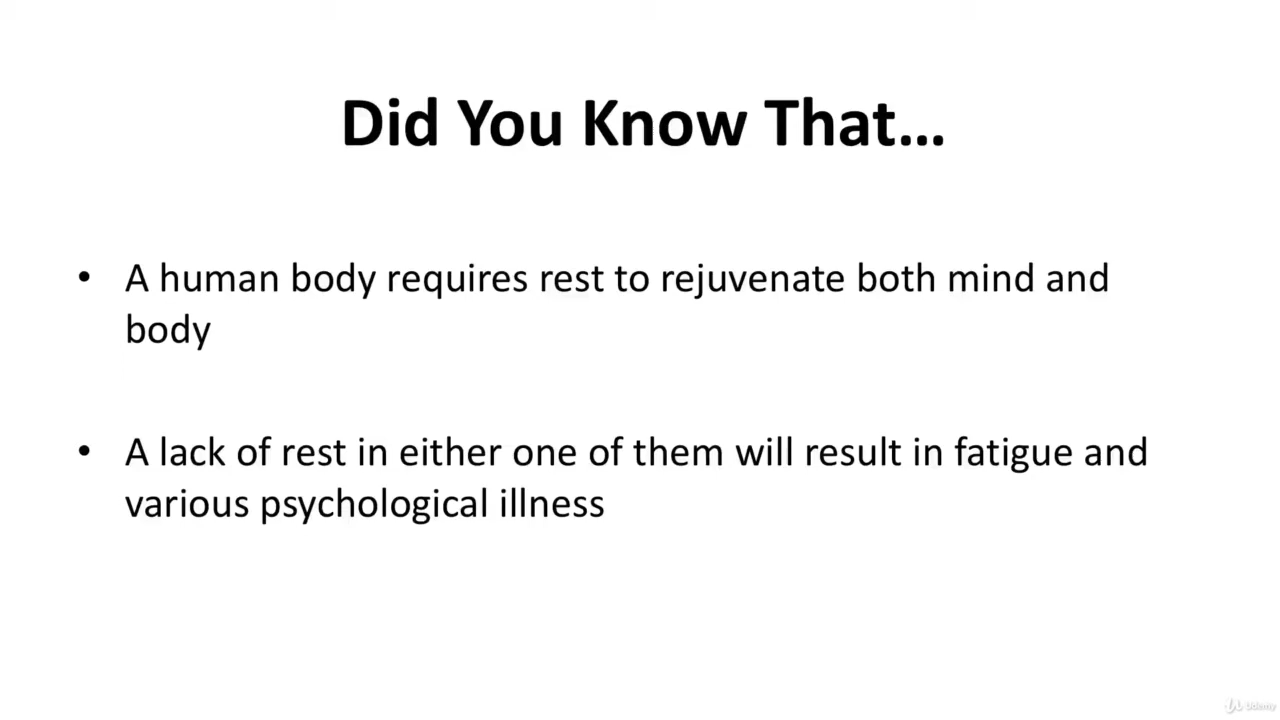 Did You Know That...
• A human body requires rest to rejuvenate both mind and
body
• A lack of rest in either one of them will result in fatigue and
various psychological illness
Udemy